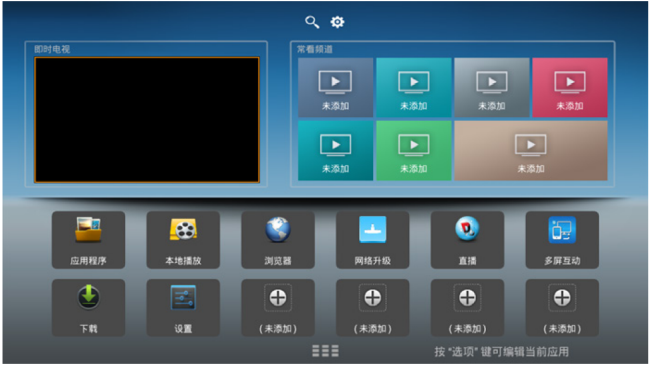 即时电视
常看频道
未添加
未添加
未添加
未添加
未添加
未添加
未添加
应用程序
本地播放
浏览器
网络升级
直播
多屏互动
下载
设置
(未添加)
(未添加)
(未添加)
(未添加)
按“选项”键可编辑当前应用